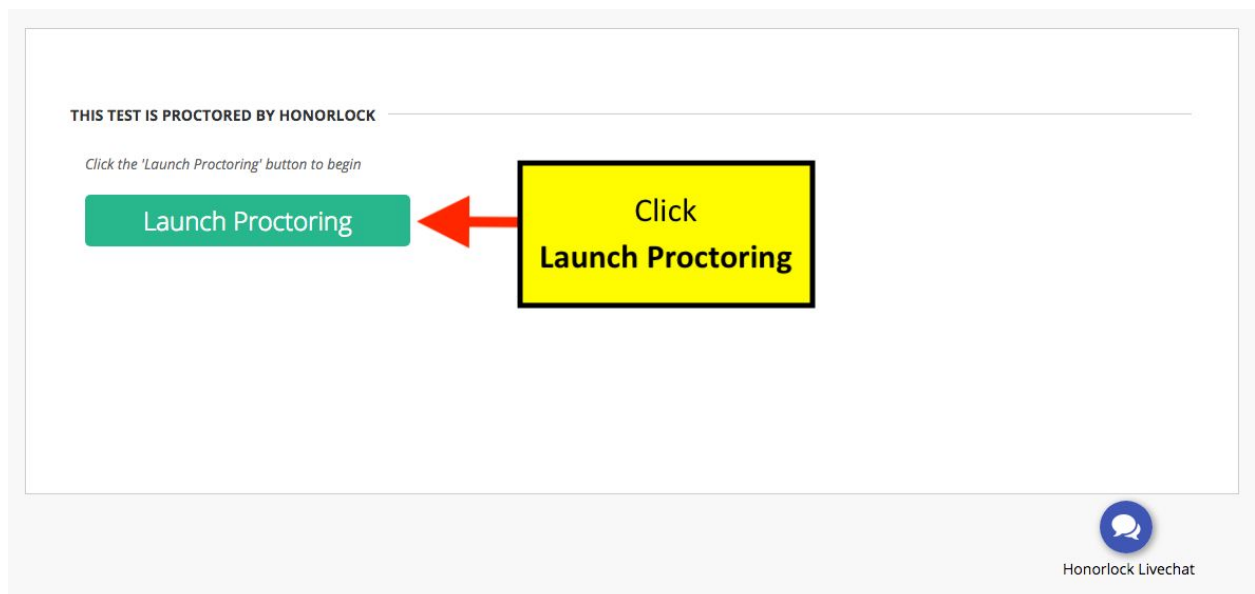 THIS TEST IS PROCTORED BY HONORLOCK
Click the 'Launch Proctoring' button to begin
Launch Proctoring
Click
Launch Proctoring
Honorlock Livechat